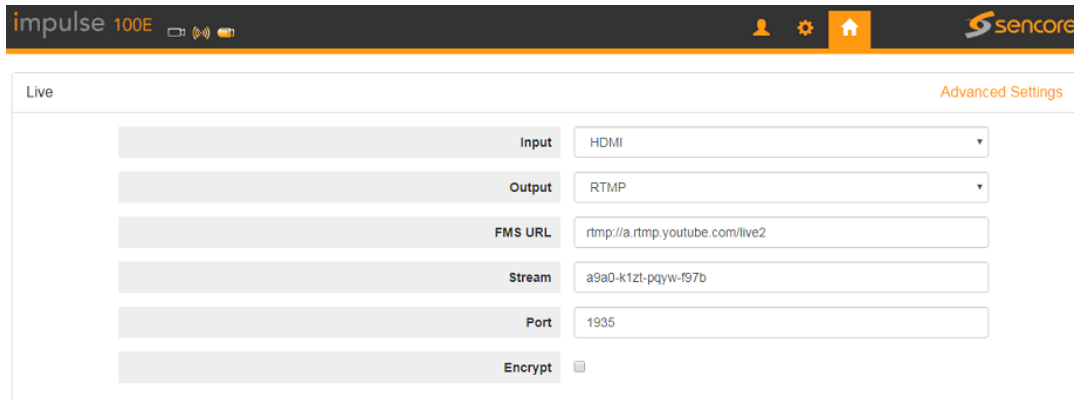 impulse 100E
sencore
Live
Advanced Settings
Input HDMI
Output RTMP
FMS URL rtmp://a.rtmp.youtube.com/live2
Stream a9a0-k1zt-pqyw-f97b
Port 1935
Encrypt